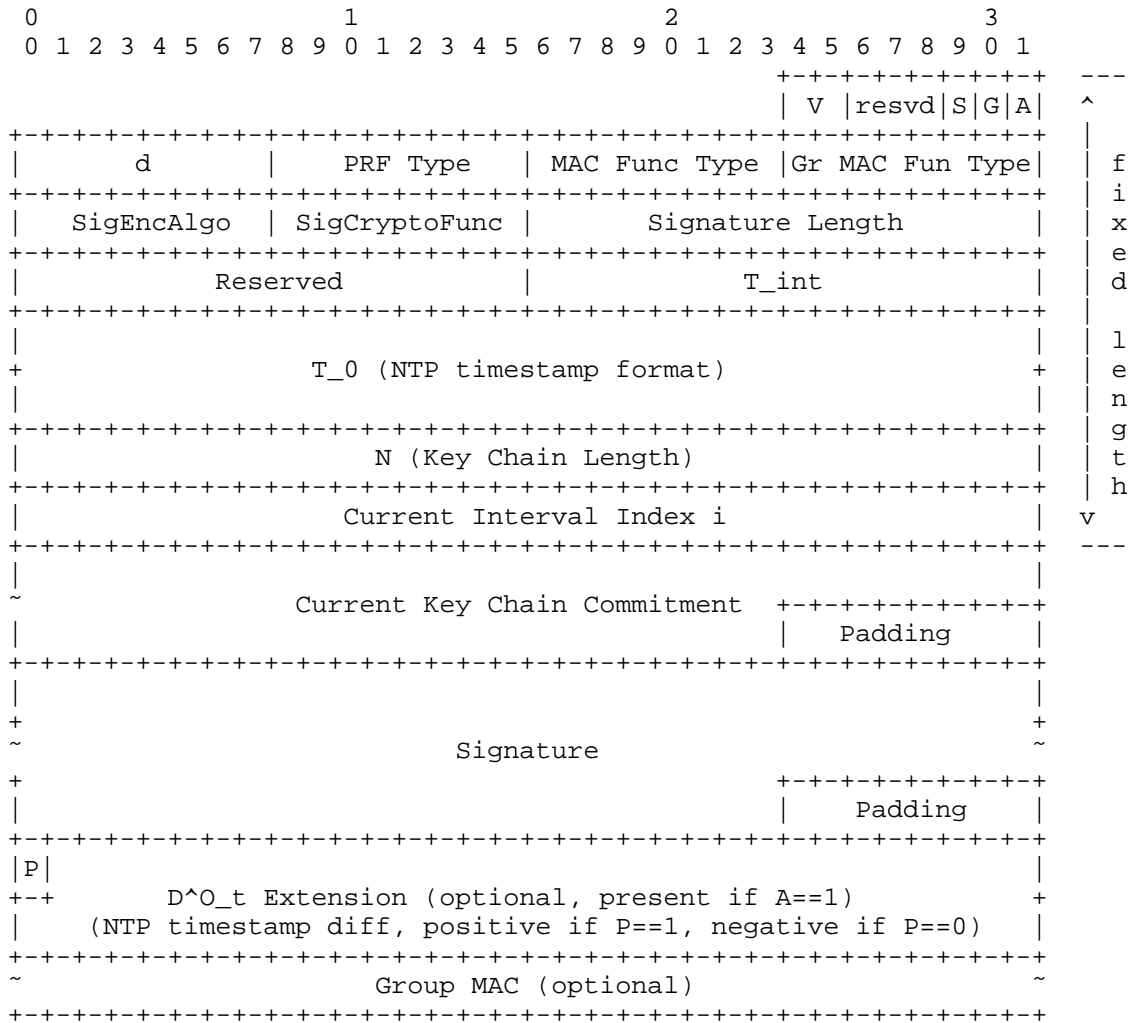 0                   1                   2                   3
 0 1 2 3 4 5 6 7 8 9 0 1 2 3 4 5 6 7 8 9 0 1 2 3 4 5 6 7 8 9 0 1
                                                +-+-+-+-+-+-+-+-+  ---
                                                | V |resvd|S|G|A|   ^
+-+-+-+-+-+-+-+-+-+-+-+-+-+-+-+-+-+-+-+-+-+-+-+-+-+-+-+-+-+-+-+-+   |
|       d       |    PRF Type   | MAC Func Type |Gr MAC Fun Type|   | f
+-+-+-+-+-+-+-+-+-+-+-+-+-+-+-+-+-+-+-+-+-+-+-+-+-+-+-+-+-+-+-+-+   | i
|   SigEncAlgo  | SigCryptoFunc |       Signature Length        |   | x
+-+-+-+-+-+-+-+-+-+-+-+-+-+-+-+-+-+-+-+-+-+-+-+-+-+-+-+-+-+-+-+-+   | e
|            Reserved           |             T_int             |   | d
+-+-+-+-+-+-+-+-+-+-+-+-+-+-+-+-+-+-+-+-+-+-+-+-+-+-+-+-+-+-+-+-+   |
|                                                               |   | l
+                  T_0 (NTP timestamp format)                   +   | e
|                                                               |   | n
+-+-+-+-+-+-+-+-+-+-+-+-+-+-+-+-+-+-+-+-+-+-+-+-+-+-+-+-+-+-+-+-+   | g
|                      N (Key Chain Length)                     |   | t
+-+-+-+-+-+-+-+-+-+-+-+-+-+-+-+-+-+-+-+-+-+-+-+-+-+-+-+-+-+-+-+-+   | h
|                    Current Interval Index i                   |   v
+-+-+-+-+-+-+-+-+-+-+-+-+-+-+-+-+-+-+-+-+-+-+-+-+-+-+-+-+-+-+-+-+  ---
|                                                               |
~                 Current Key Chain Commitment  +-+-+-+-+-+-+-+-+
|                                               |   Padding     |
+-+-+-+-+-+-+-+-+-+-+-+-+-+-+-+-+-+-+-+-+-+-+-+-+-+-+-+-+-+-+-+-+
|                                                               |
+                                                               +
~                           Signature                           ~
+                                               +-+-+-+-+-+-+-+-+
|                                               |    Padding    |
+-+-+-+-+-+-+-+-+-+-+-+-+-+-+-+-+-+-+-+-+-+-+-+-+-+-+-+-+-+-+-+-+
|P|                                                             |
+-+       D^O_t Extension (optional, present if A==1)           +
|    (NTP timestamp diff, positive if P==1, negative if P==0)   |
+-+-+-+-+-+-+-+-+-+-+-+-+-+-+-+-+-+-+-+-+-+-+-+-+-+-+-+-+-+-+-+-+
~                      Group MAC (optional)                     ~
+-+-+-+-+-+-+-+-+-+-+-+-+-+-+-+-+-+-+-+-+-+-+-+-+-+-+-+-+-+-+-+-+